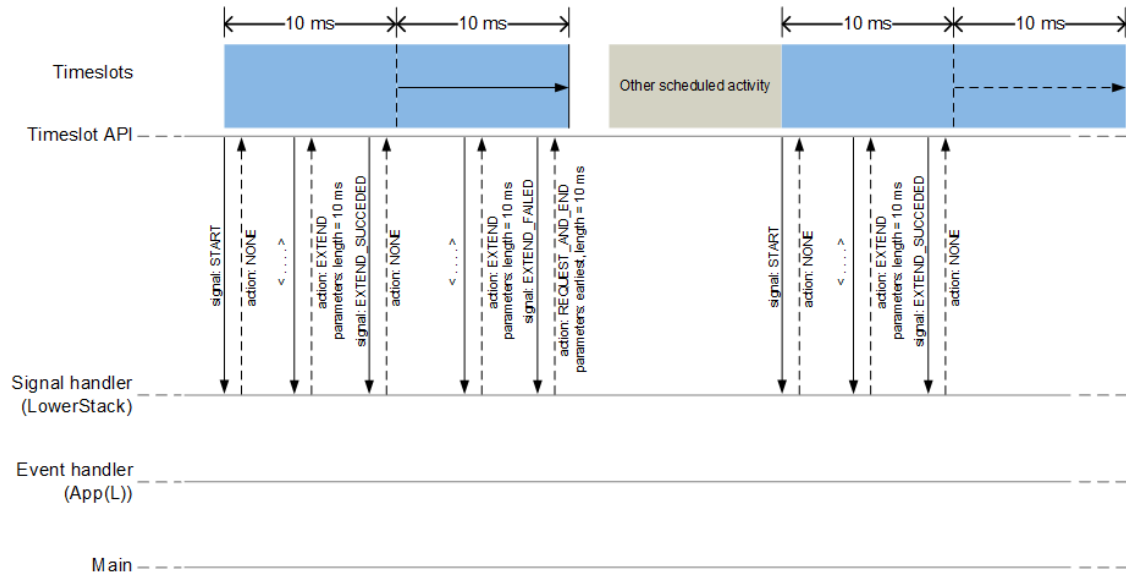 10 ms
10 ms
10 ms
10 ms
Timeslots
Other scheduled activity
Timeslot API
signal: START
action: NONE
< . . . . >
action: EXTEND
parameters: length = 10 ms
signal: EXTEND_SUCCEDED
action: NONE
< . . . . >
action: EXTEND
parameters: length = 10 ms
signal: EXTEND_FAILED
action: REQUEST_AND_END
parameters: earliest, length = 10 ms
signal: START
action: NONE
< . . . . >
action: EXTEND
parameters: length = 10 ms
signal: EXTEND_SUCCEDED
action: NONE
Signal handler
(LowerStack)
Event handler
(App(L))
Main